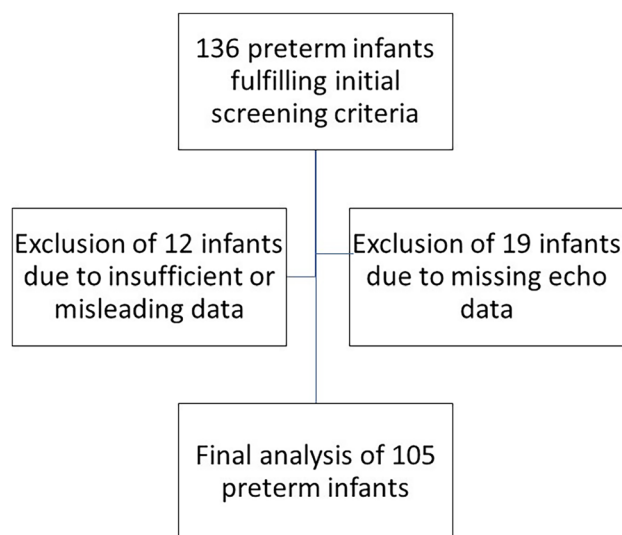 136 preterm infants
fulfilling initial
screening criteria
Exclusion of 12 infants
due to insufficient or
misleading data
Exclusion of 19 infants
due to missing echo
data
Final analysis of 105
preterm infants